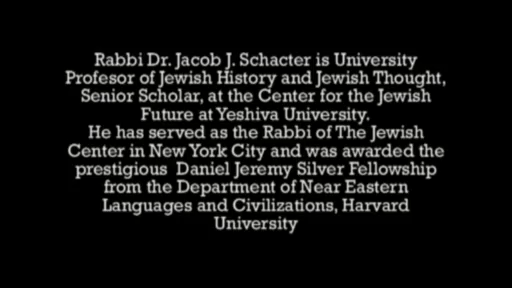 Rabbi Dr. Jacob J. Schacter is University
Profesor of Jewish History and Jewish Thought,
Senior Scholar, at the Center for the Jewish
Future at Yeshiva University.
He has served as the Rabbi of The Jewish
Center in New York City and was awarded the
prestigious  Daniel Jeremy Silver Fellowship
from the Department of Near Eastern
Languages and Civilizations, Harvard
University